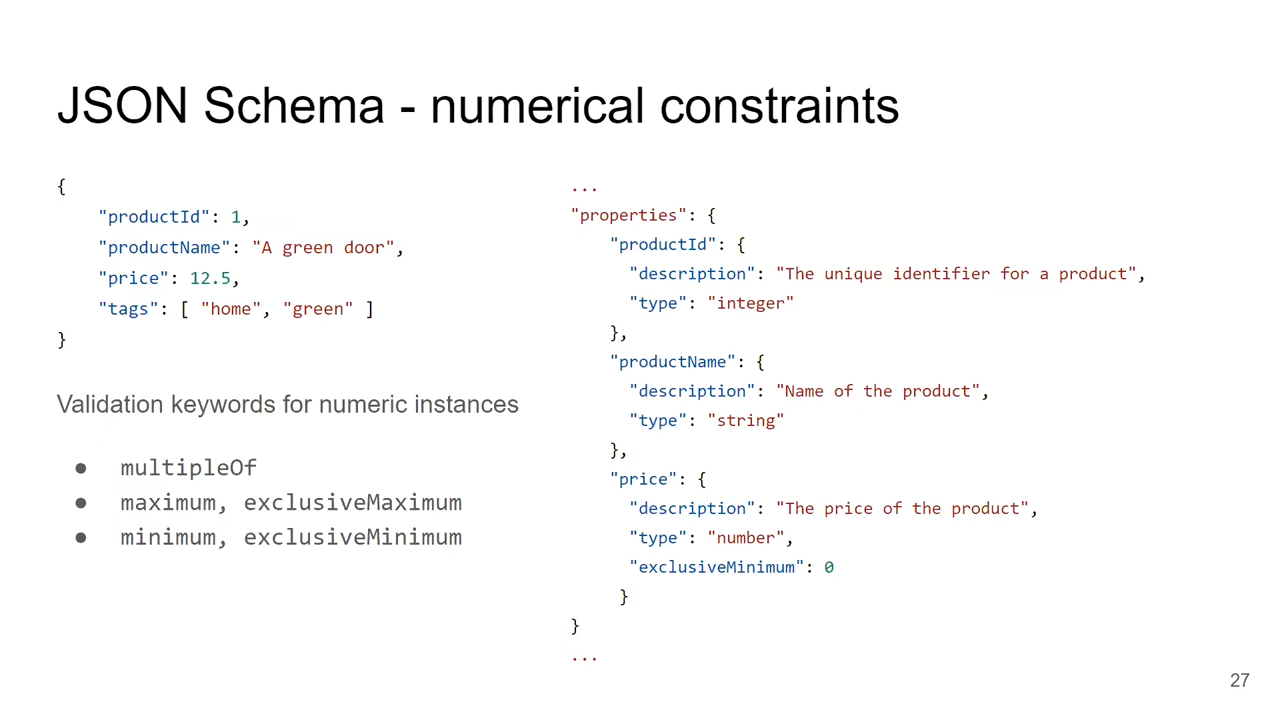 JSON Schema - numerical constraints
{
"productId": 1,
"productName": "A green door",
"price": 12.5,
"tags": [ "home", "green" ]
}
Validation keywords for numeric instances
● multipleOf
● maximum, exclusiveMaximum
● minimum, exclusiveMinimum
...
"properties": {
"productId": {
"description": "The unique identifier for a product",
"type": "integer"
},
"productName": {
"description": "Name of the product",
"type": "string"
},
"price": {
"description": "The price of the product",
"type": "number",
"exclusiveMinimum": 0
}
}
...
27